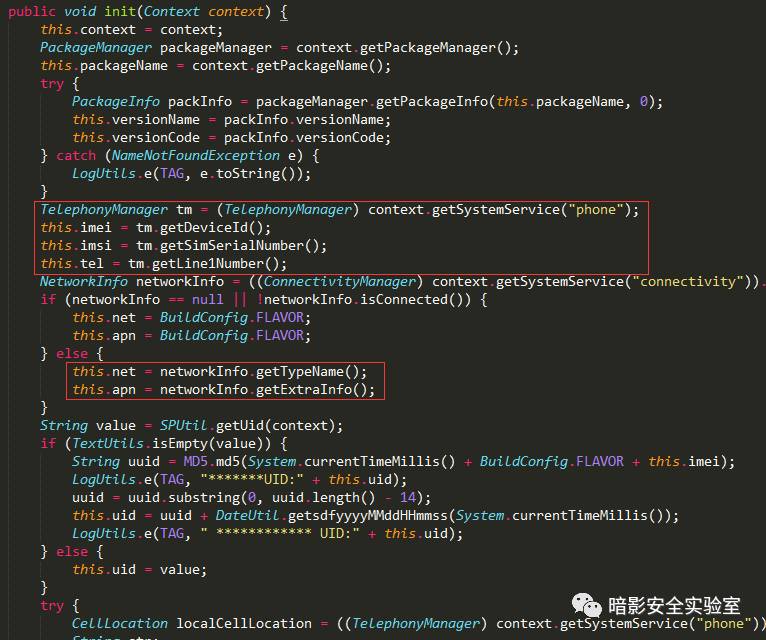 public void init(Context context) {
    this.context = context;
    PackageManager packageManager = context.getPackageManager();
    this.packageName = context.getPackageName();
    try {
        PackageInfo packInfo = packageManager.getPackageInfo(this.packageName, 0);
        this.versionName = packInfo.versionName;
        this.versionCode = packInfo.versionCode;
    } catch (NameNotFoundException e) {
        LogUtils.e(TAG, e.toString());
    }
    TelephonyManager tm = (TelephonyManager) context.getSystemService("phone");
    this.imei = tm.getDeviceId();
    this.imsi = tm.getSimSerialNumber();
    this.tel = tm.getLine1Number();
    NetworkInfo networkInfo = ((ConnectivityManager) context.getSystemService("connectivity")).
    if (networkInfo == null || !networkInfo.isConnected()) {
        this.net = BuildConfig.FLAVOR;
        this.apn = BuildConfig.FLAVOR;
    } else {
        this.net = networkInfo.getTypeName();
        this.apn = networkInfo.getExtraInfo();
    }
    String value = SPUtil.getUid(context);
    if (TextUtils.isEmpty(value)) {
        String uuid = MD5.md5(System.currentTimeMillis() + BuildConfig.FLAVOR + this.imei);
        LogUtils.e(TAG, "*******UID:" + this.uid);
        uuid = uuid.substring(0, uuid.length() - 14);
        this.uid = uuid + DateUtil.getsdfyyyyMMddHHmmss(System.currentTimeMillis());
        LogUtils.e(TAG, " ************ UID:" + this.uid);
    } else {
        this.uid = value;
    }
    try {
        CellLocation localCellLocation = ((TelephonyManager) context.getSystemService("phone"))
暗影安全实验室